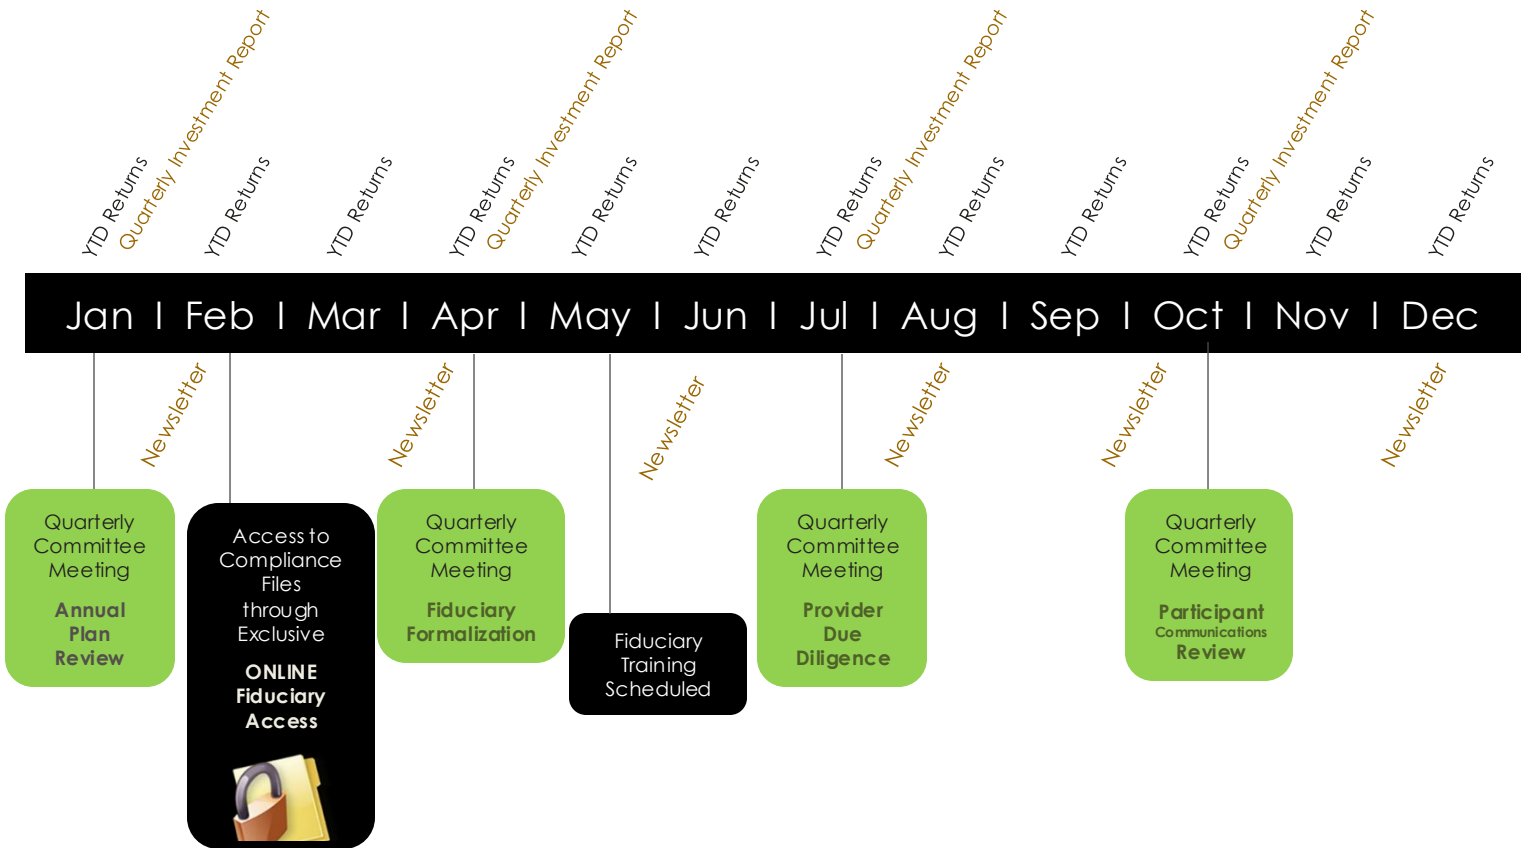 YTD Returns
Quarterly Investment Report
YTD Returns
YTD Returns
YTD Returns
Quarterly Investment Report
YTD Returns
YTD Returns
YTD Returns
Quarterly Investment Report
YTD Returns
YTD Returns
YTD Returns
Quarterly Investment Report
YTD Returns
YTD Returns
Jan I Feb I Mar I Apr I May I Jun I Jul I Aug I Sep I Oct I Nov I Dec
Newsletter
Newsletter
Newsletter
Newsletter
Newsletter
Newsletter
Quarterly
Committee
Meeting
Annual
Plan
Review
Access to
Compliance
Files
through
Exclusive
ONLINE
Fiduciary
Access
Quarterly
Committee
Meeting
Fiduciary
Formalization
Fiduciary
Training
Scheduled
Quarterly
Committee
Meeting
Provider
Due
Diligence
Quarterly
Committee
Meeting
Participant
Communications
Review